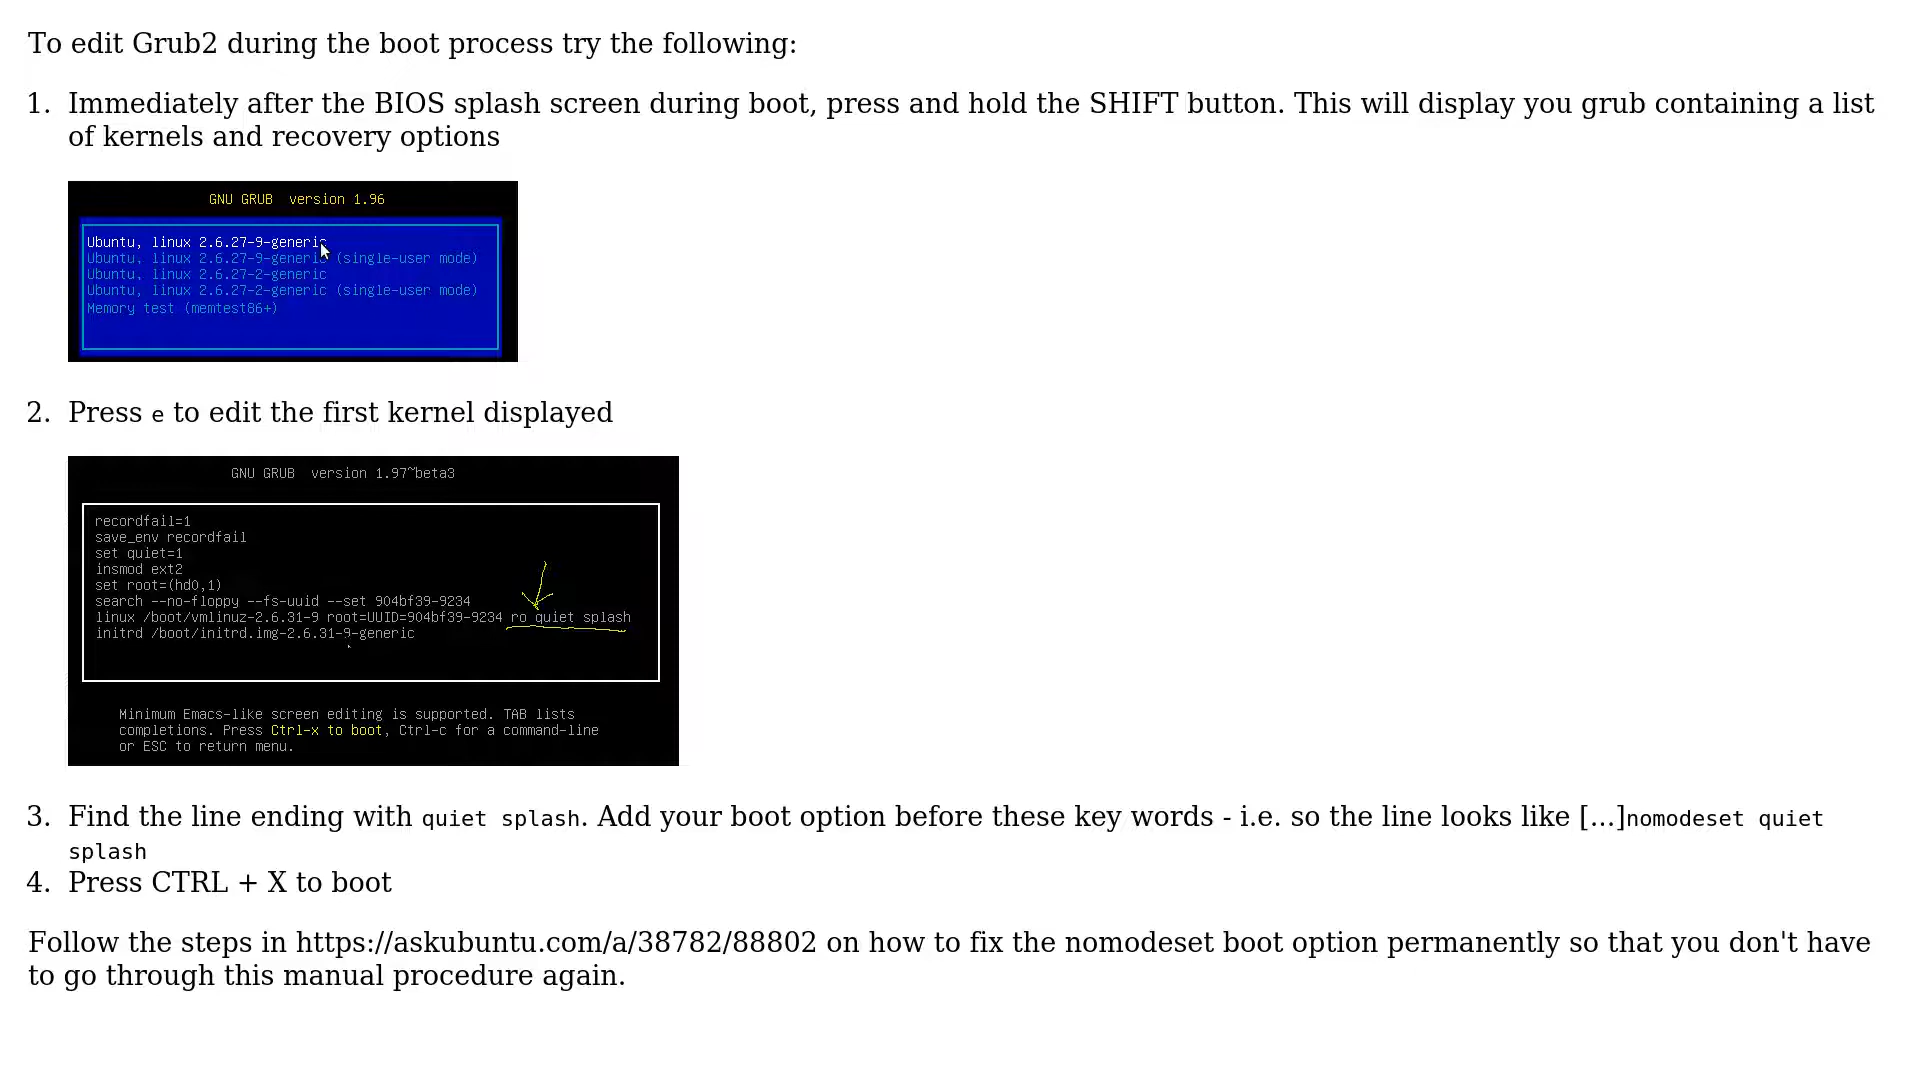 To edit Grub2 during the boot process try the following:
1. Immediately after the BIOS splash screen during boot, press and hold the SHIFT button. This will display you grub containing a list
of kernels and recovery options
GNU GRUB version 1.96
Ubuntu, linux 2.6.27-9-generic
Ubuntu, linux 2.6.27-9-generic (single-user mode)
Ubuntu, linux 2.6.27-2-generic
Ubuntu, linux 2.6.27-2-generic (single-user mode)
Memory test (memtest86+)
2. Press e to edit the first kernel displayed
GNU GRUB version 1.97~beta3
recordfail=1
save_env recordfail
set quiet=1
insmod ext2
set root=(hd0,1)
search --no-floppy --fs-uuid --set 904bf39-9234
linux /boot/vmlinuz-2.6.31-9 root=UUID=904bf39-9234 ro quiet splash
initrd /boot/initrd.img-2.6.31-9-generic
Minimum Emacs-like screen editing is supported. TAB lists
completions. Press Ctrl-x to boot, Ctrl-c for a command-line
or ESC to return menu.
3. Find the line ending with quiet splash. Add your boot option before these key words - i.e. so the line looks like [...]nomodeset quiet
splash
4. Press CTRL + X to boot
Follow the steps in https://askubuntu.com/a/38782/88802 on how to fix the nomodeset boot option permanently so that you don't have
to go through this manual procedure again.